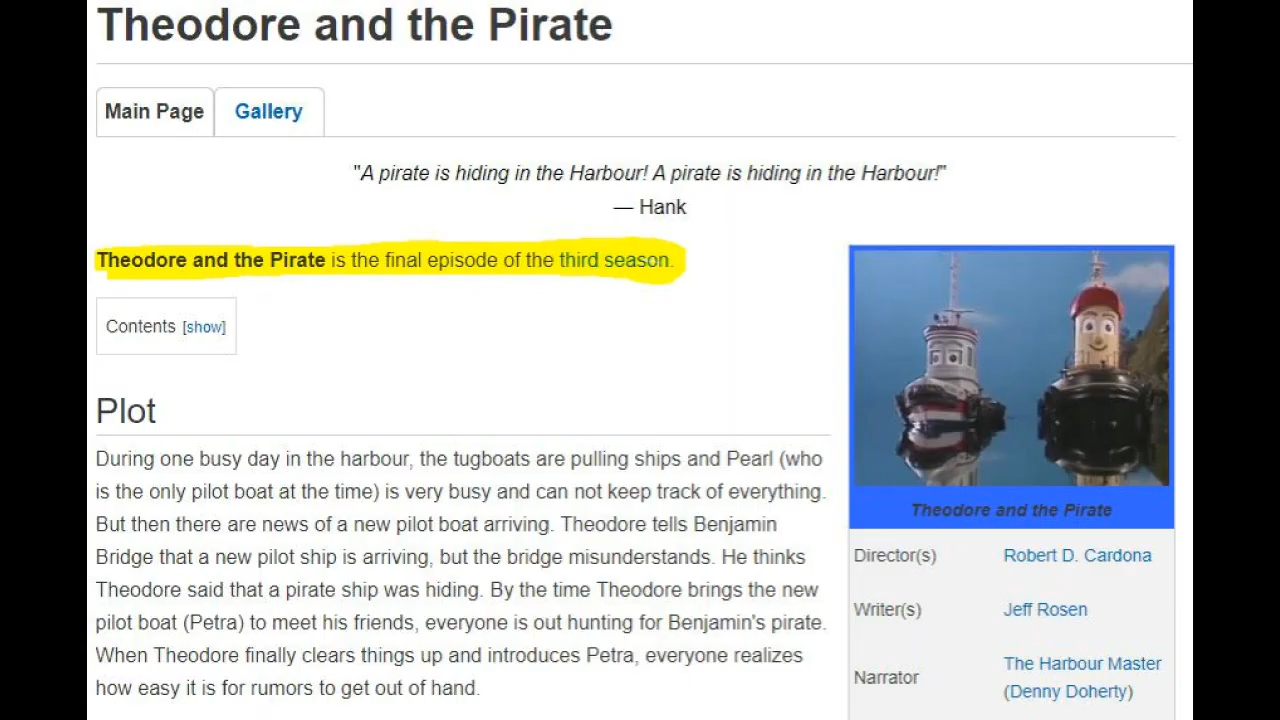 Theodore and the Pirate
Main Page
Gallery
"A pirate is hiding in the Harbour! A pirate is hiding in the Harbour!"
— Hank
Theodore and the Pirate is the final episode of the third season.
Contents [show]
Plot
During one busy day in the harbour, the tugboats are pulling ships and Pearl (who
is the only pilot boat at the time) is very busy and can not keep track of everything.
But then there are news of a new pilot boat arriving. Theodore tells Benjamin
Bridge that a new pilot ship is arriving, but the bridge misunderstands. He thinks
Theodore said that a pirate ship was hiding. By the time Theodore brings the new
pilot boat (Petra) to meet his friends, everyone is out hunting for Benjamin's pirate.
When Theodore finally clears things up and introduces Petra, everyone realizes
how easy it is for rumors to get out of hand.
Theodore and the Pirate
Director(s) Robert D. Cardona
Writer(s) Jeff Rosen
Narrator The Harbour Master
(Denny Doherty)